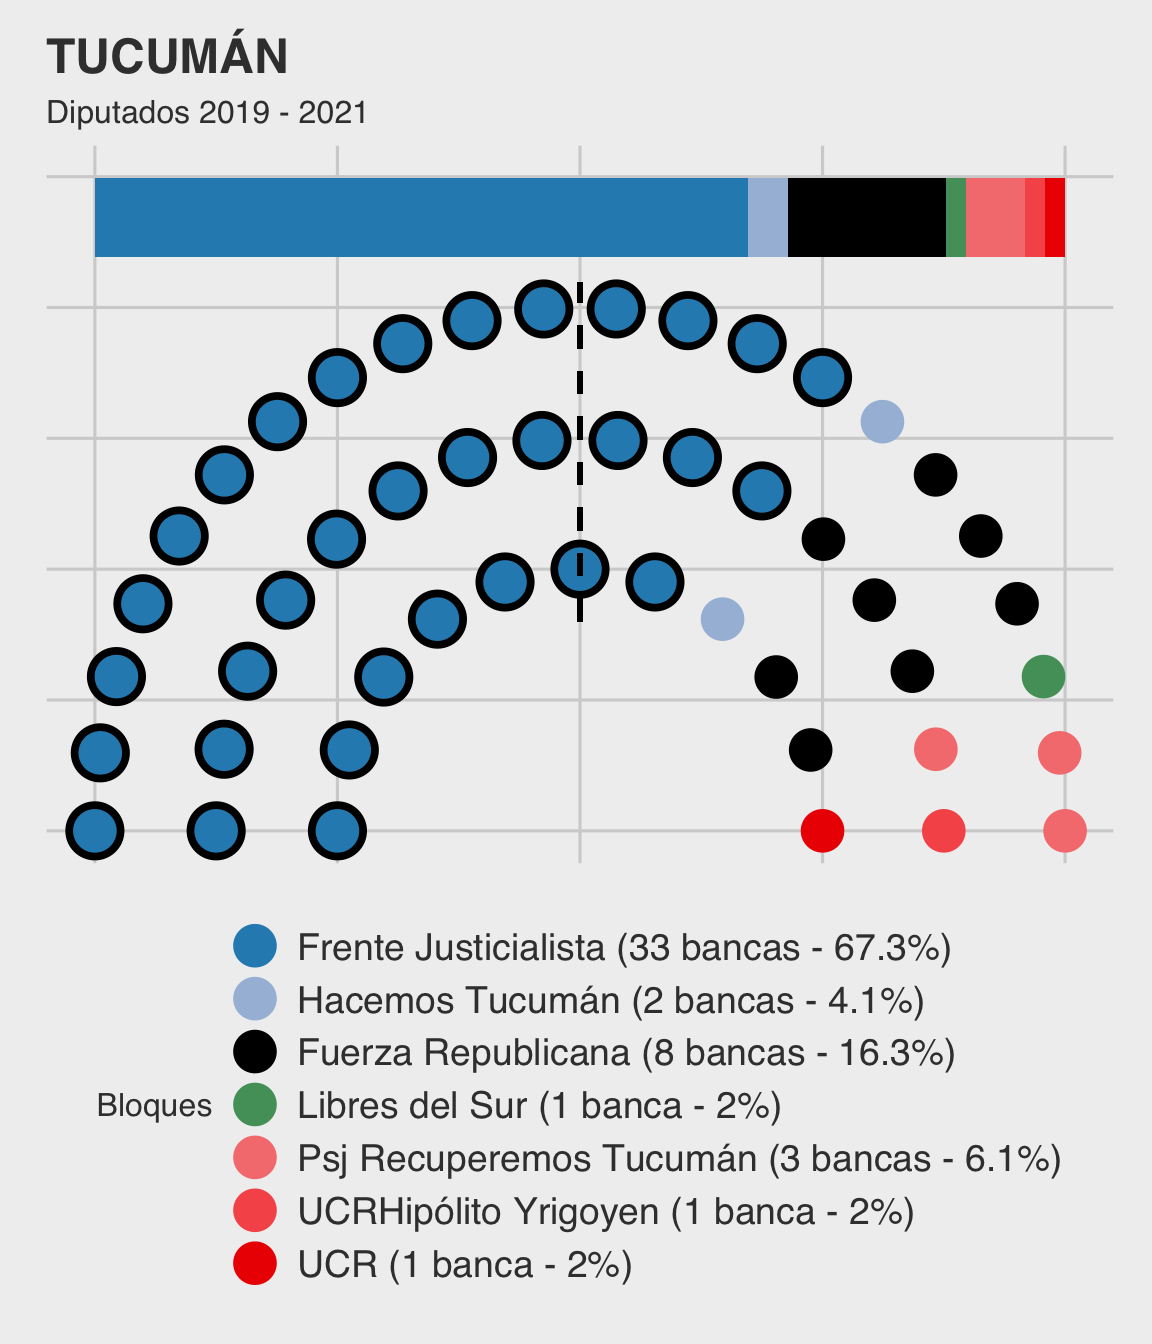 TUCUMÁN
Diputados 2019 - 2021
Frente Justicialista (33 bancas - 67.3%)
Hacemos Tucumán (2 bancas - 4.1%)
Fuerza Republicana (8 bancas - 16.3%)
Bloques
Libres del Sur (1 banca - 2%)
Psj Recuperemos Tucumán (3 bancas - 6.1%)
UCRHipólito Yrigoyen (1 banca - 2%)
UCR (1 banca - 2%)